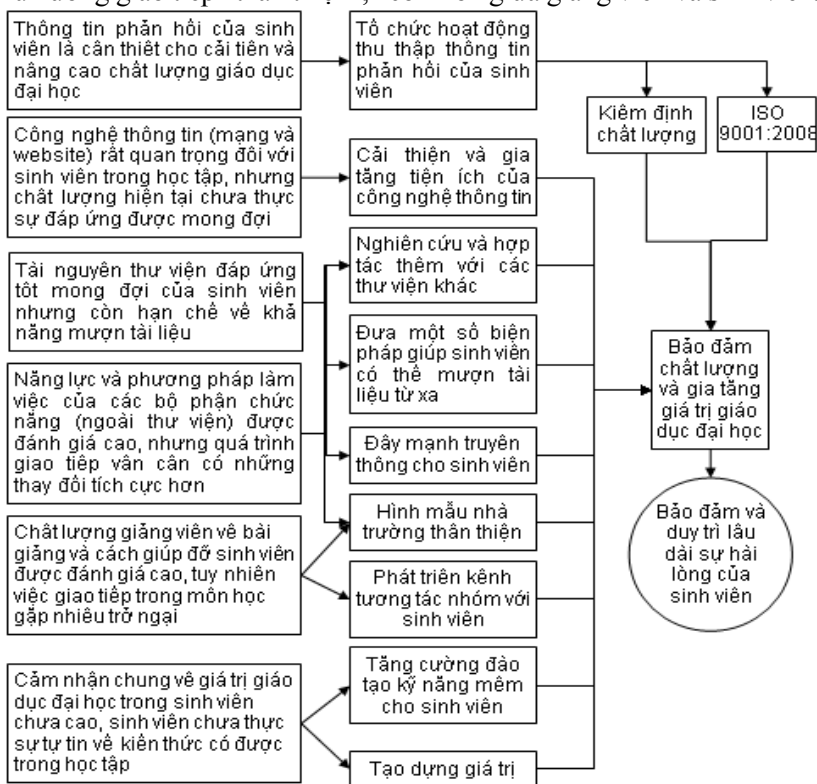 Thông tin phản hồi của sinh
viên là cần thiết cho cải tiến và
nâng cao chất lượng giáo dục
đại học
Tổ chức hoạt động
thu thập thông tin
phản hồi của sinh
viên
Kiểm định
chất lượng
ISO
9001:2008
Công nghệ thông tin (mạng và
website) rất quan trọng đối với
sinh viên trong học tập, nhưng
chất lượng hiện tại chưa thực
sự đáp ứng được mong đợi
Cải thiện và gia
tăng tiện ích của
công nghệ thông tin
Tài nguyên thư viện đáp ứng
tốt mong đợi của sinh viên
nhưng còn hạn chế về khả
năng mượn tài liệu
Nghiên cứu và hợp
tác thêm với các
thư viện khác
Đưa một số biện
pháp giúp sinh viên
có thể mượn tài
liệu từ xa
Năng lực và phương pháp làm
việc của các bộ phận chức
năng (ngoài thư viện) được
đánh giá cao, nhưng quá trình
giao tiếp vẫn cần có những
thay đổi tích cực hơn
Đẩy mạnh truyền
thông cho sinh viên
Hình mẫu nhà
trường thân thiện
Chất lượng giảng viên về bài
giảng và cách giúp đỡ sinh viên
được đánh giá cao, tuy nhiên
việc giao tiếp trong môn học
gặp nhiều trở ngại
Phát triển kênh
tương tác nhóm với
sinh viên
Cảm nhận chung về giá trị giáo
dục đại học trong sinh viên
chưa cao, sinh viên chưa thực
sự tự tin về kiến thức có được
trong học tập
Tăng cường đào
tạo kỹ năng mềm
cho sinh viên
Tạo dựng giá trị
Bảo đảm
chất lượng
và gia tăng
giá trị giáo
dục đại học
Bảo đảm và
duy trì lâu
dài sự hài
lòng của
sinh viên